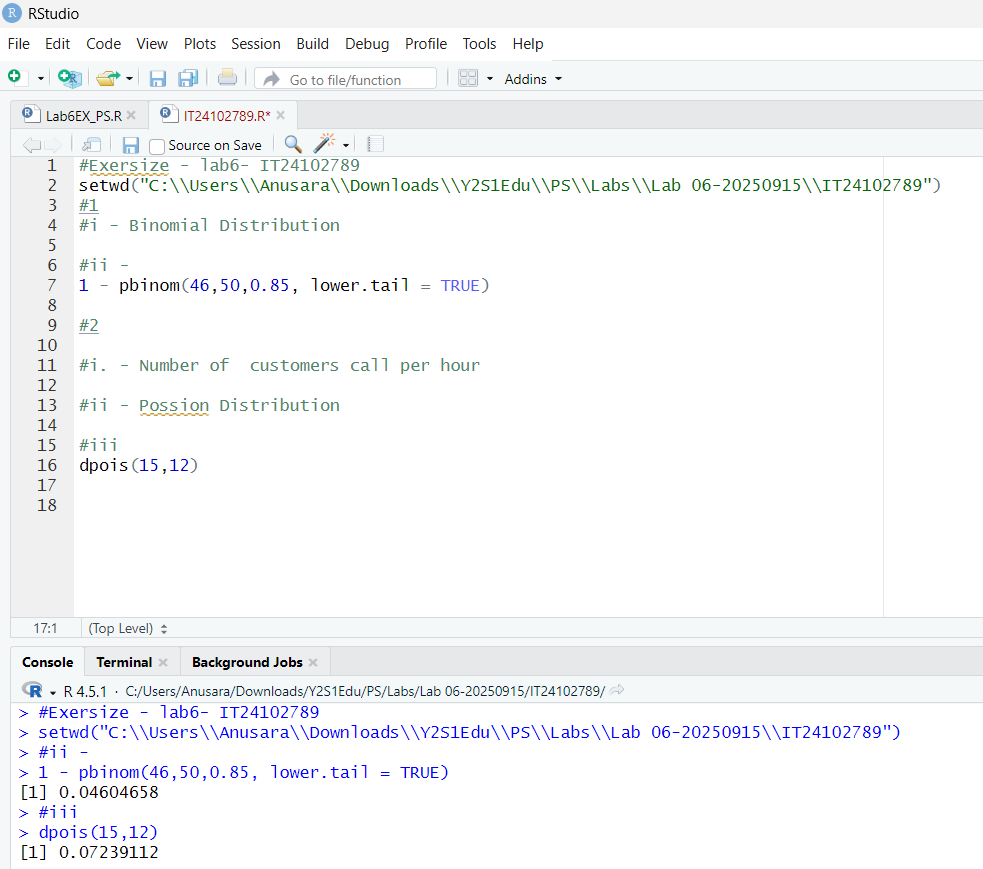 R RStudio
File Edit Code View Plots Session Build Debug Profile Tools Help
Go to file/function Addins
Lab6EX_PS.R IT24102789.R*
Source on Save
1 #Exersize - lab6- IT24102789
2 setwd("C:\\Users\\Anusara\\Downloads\\Y2S1Edu\\PS\\Labs\\Lab 06-20250915\\IT24102789")
3 #1
4 #i - Binomial Distribution
5
6 #ii -
7 1 - pbinom(46,50,0.85, lower.tail = TRUE)
8
9 #2
10
11 #i. - Number of  customers call per hour
12
13 #ii - Possion Distribution
14
15 #iii
16 dpois(15,12)
17
18
17:1 (Top Level)
Console Terminal Background Jobs
R R 4.5.1 · C:/Users/Anusara/Downloads/Y2S1Edu/PS/Labs/Lab 06-20250915/IT24102789/
> #Exersize - lab6- IT24102789
> setwd("C:\\Users\\Anusara\\Downloads\\Y2S1Edu\\PS\\Labs\\Lab 06-20250915\\IT24102789")
> #ii -
> 1 - pbinom(46,50,0.85, lower.tail = TRUE)
[1] 0.04604658
> #iii
> dpois(15,12)
[1] 0.07239112